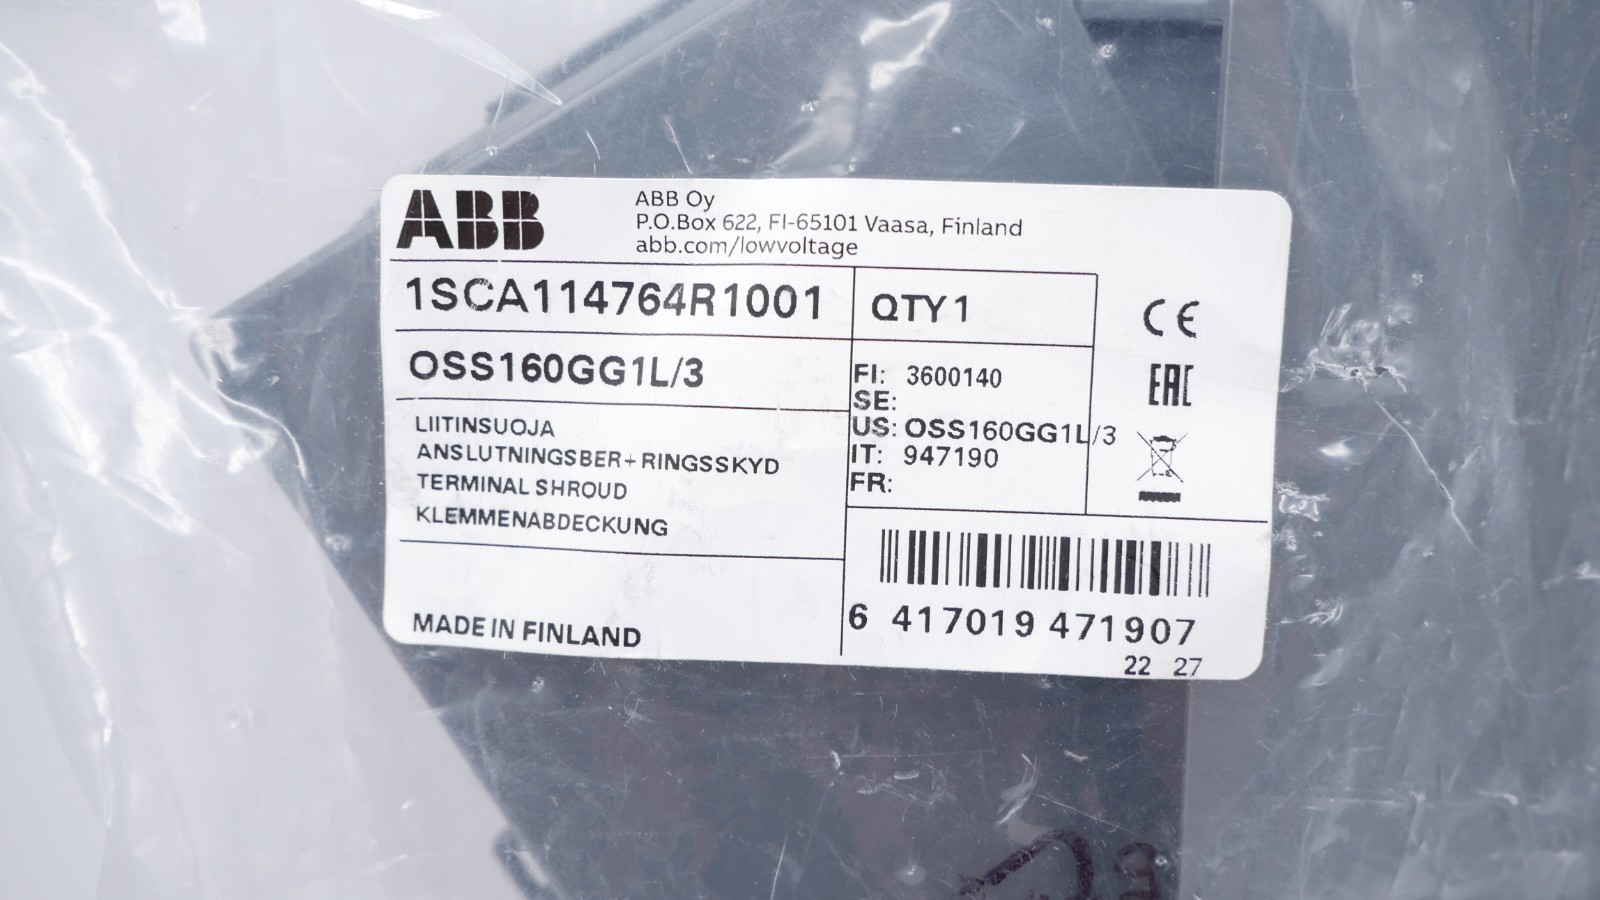 ABB
ABB Oy
P.O.Box 622, FI-65101 Vaasa, Finland
abb.com/lowvoltage
1SCA114764R1001
QTY 1
OSS160GG1L/3
LIITINSUOJA
ANSLUTNINGSBER+RINGSSKYD
TERMINAL SHROUD
KLEMMENABDECKUNG
MADE IN FINLAND
FI: 3600140
SE:
US: OSS160GG1L/3
IT: 947190
FR:
CE
EAC
6 417019 471907
22 27